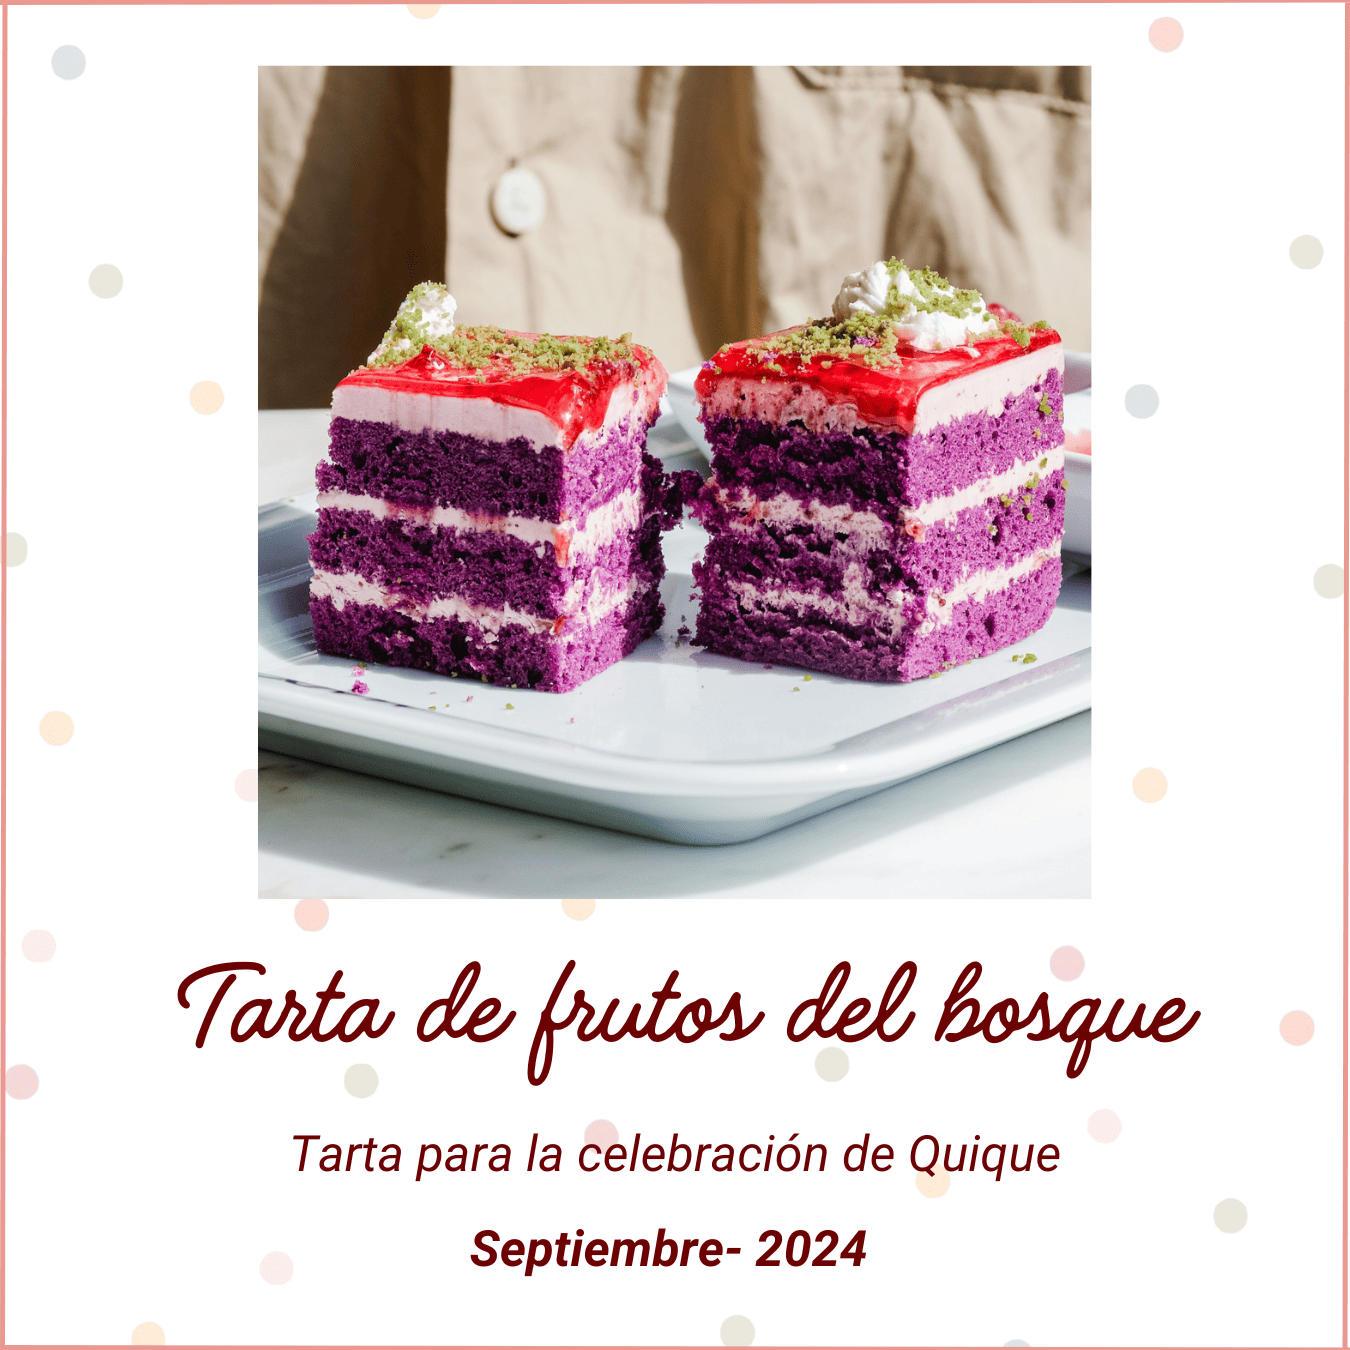 Tarta de frutos del bosque
Tarta para la celebración de Quique
Septiembre- 2024